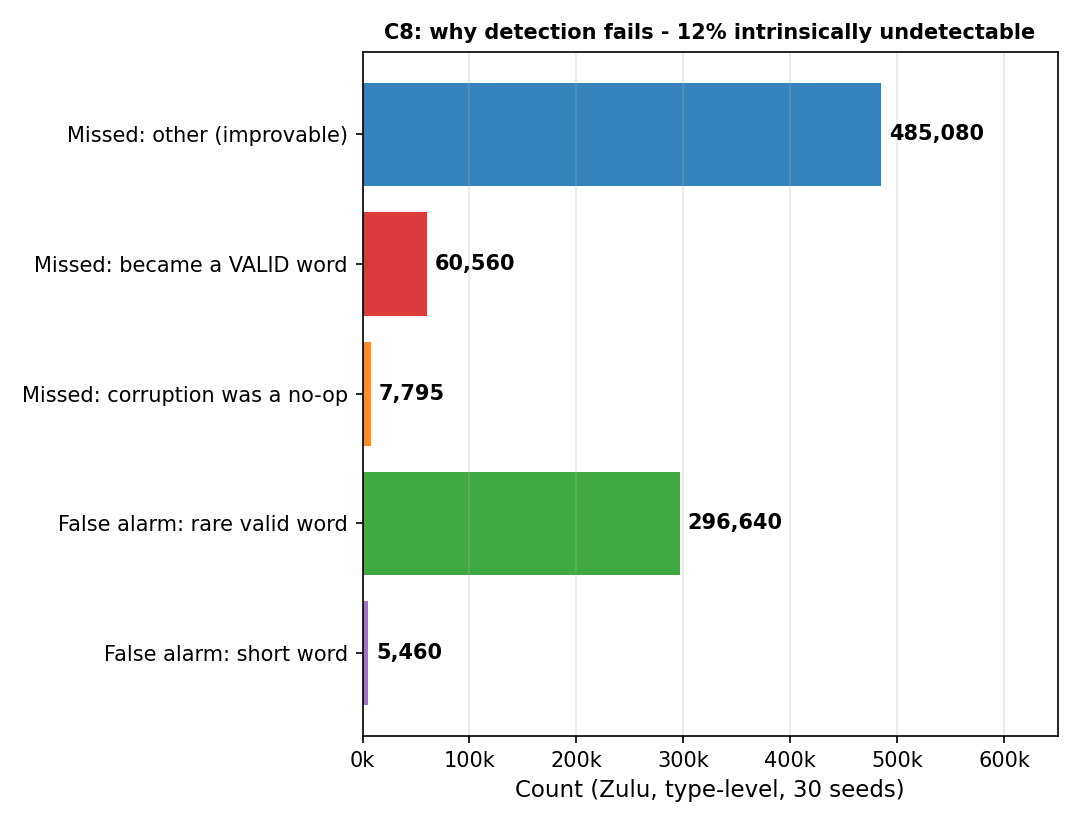 C8: why detection fails - 12% intrinsically undetectable
Missed: other (improvable)
485,080
Missed: became a VALID word
60,560
Missed: corruption was a no-op
7,795
False alarm: rare valid word
296,640
False alarm: short word
5,460
0k 100k 200k 300k 400k 500k 600k
Count (Zulu, type-level, 30 seeds)